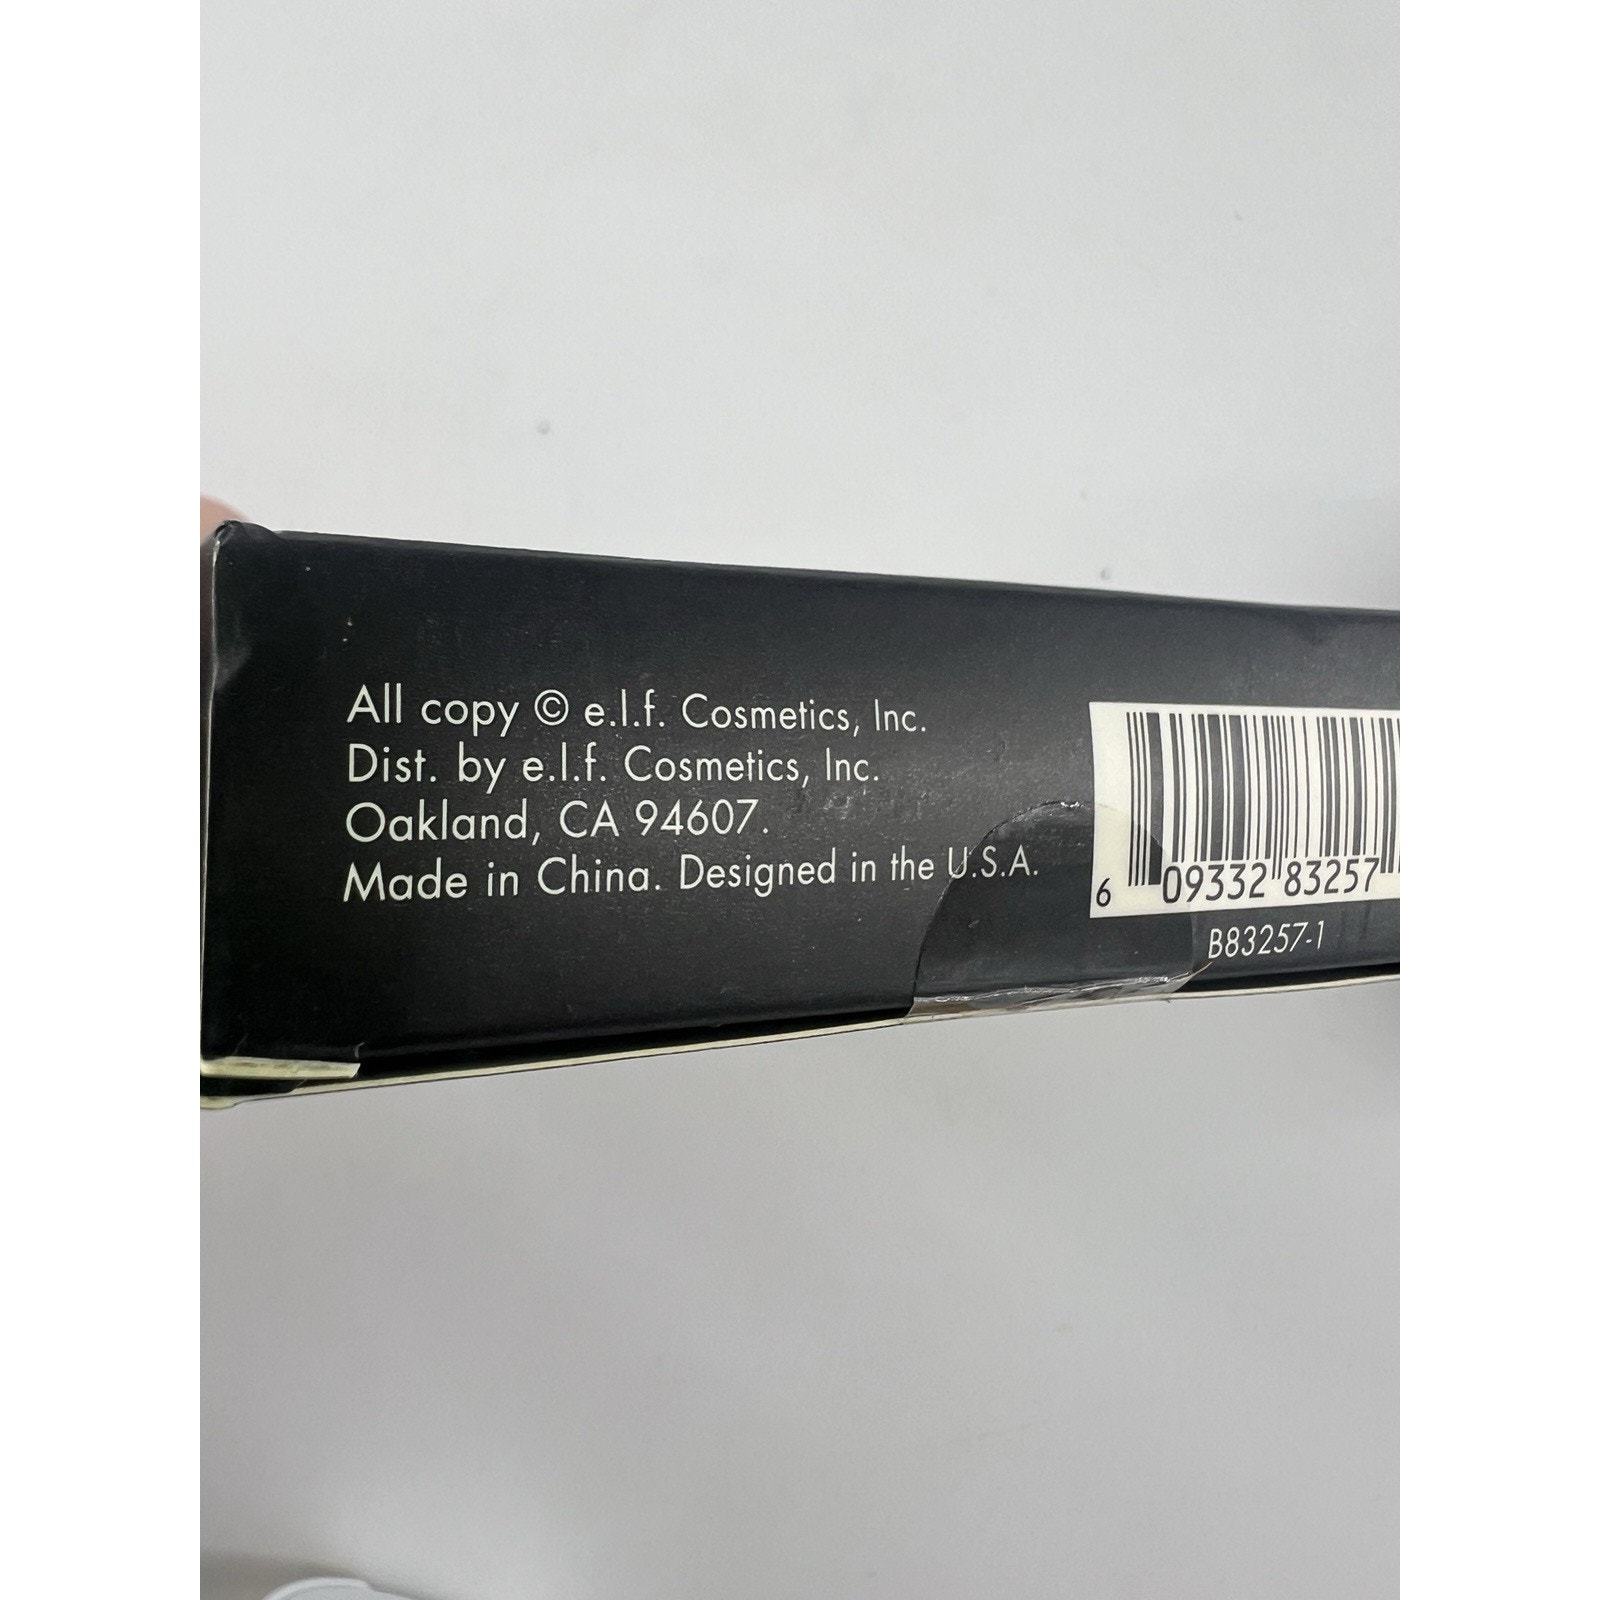 All copy © e.l.f. Cosmetics, Inc.
Dist. by e.l.f. Cosmetics, Inc.
Oakland, CA 94607.
Made in China. Designed in the U.S.A.
6 09332 83257
B83257-1